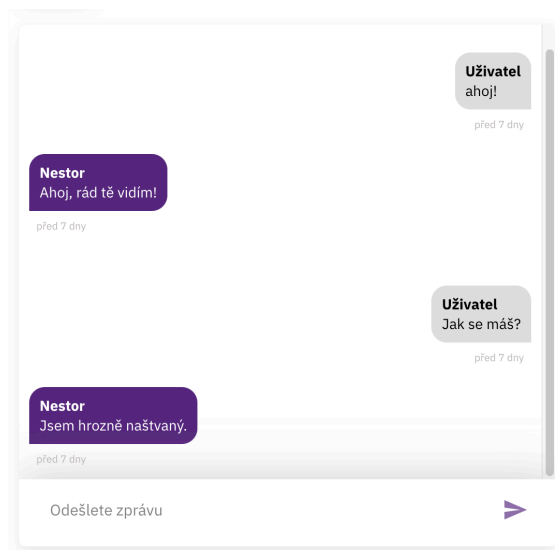 Uživatel
ahoj!
před 7 dny
Nestor
Ahoj, rád tě vidím!
před 7 dny
Uživatel
Jak se máš?
před 7 dny
Nestor
Jsem hrozně naštvaný.
před 7 dny
Odešlete zprávu